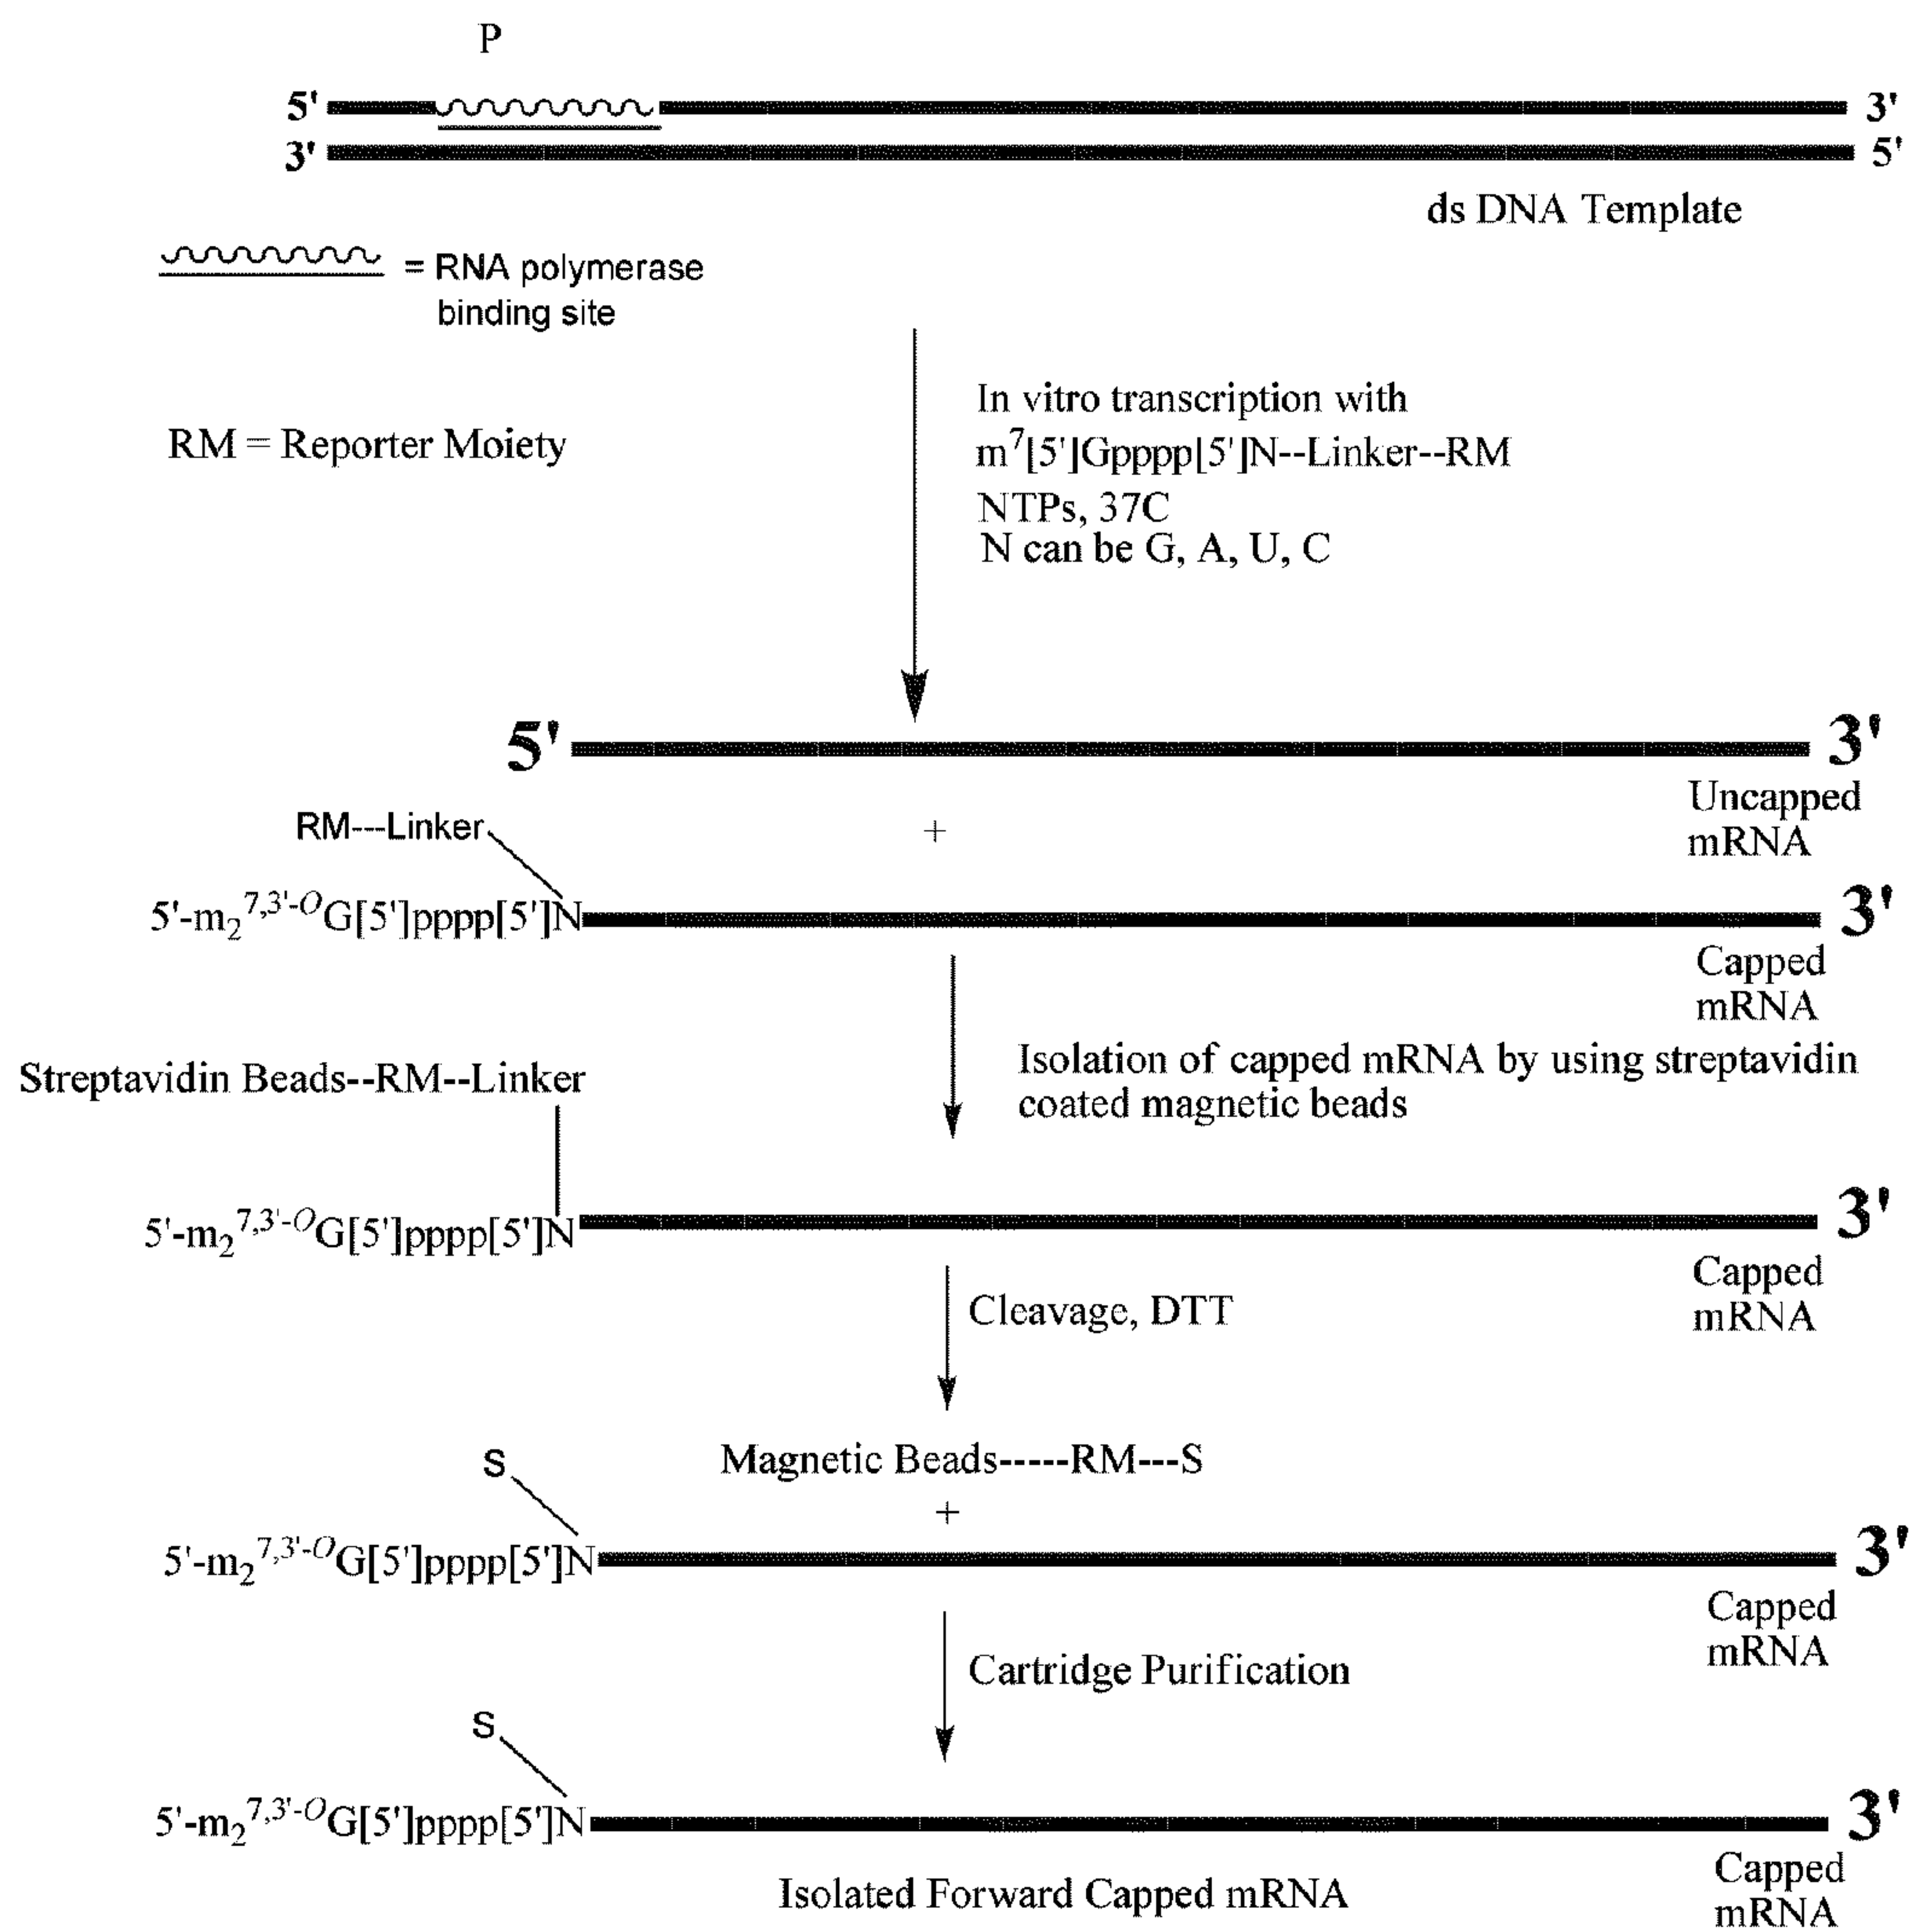 P
5' 3'
3' 5'
ds DNA Template
= RNA polymerase
binding site
In vitro transcription with
m⁷[5']Gpppp[5']N--Linker--RM
RM = Reporter Moiety
NTPs, 37C
N can be G, A, U, C
5' 3'
Uncapped
mRNA
RM---Linker
+
5'-m₂⁷,³'⁻ᴼG[5']pppp[5']N 3'
Capped
mRNA
Isolation of capped mRNA by using streptavidin
coated magnetic beads
Streptavidin Beads--RM--Linker
5'-m₂⁷,³'⁻ᴼG[5']pppp[5']N 3'
Capped
mRNA
Cleavage, DTT
S
Magnetic Beads-----RM---S
+
5'-m₂⁷,³'⁻ᴼG[5']pppp[5']N 3'
Capped
mRNA
Cartridge Purification
S
5'-m₂⁷,³'⁻ᴼG[5']pppp[5']N 3'
Capped
mRNA
Isolated Forward Capped mRNA